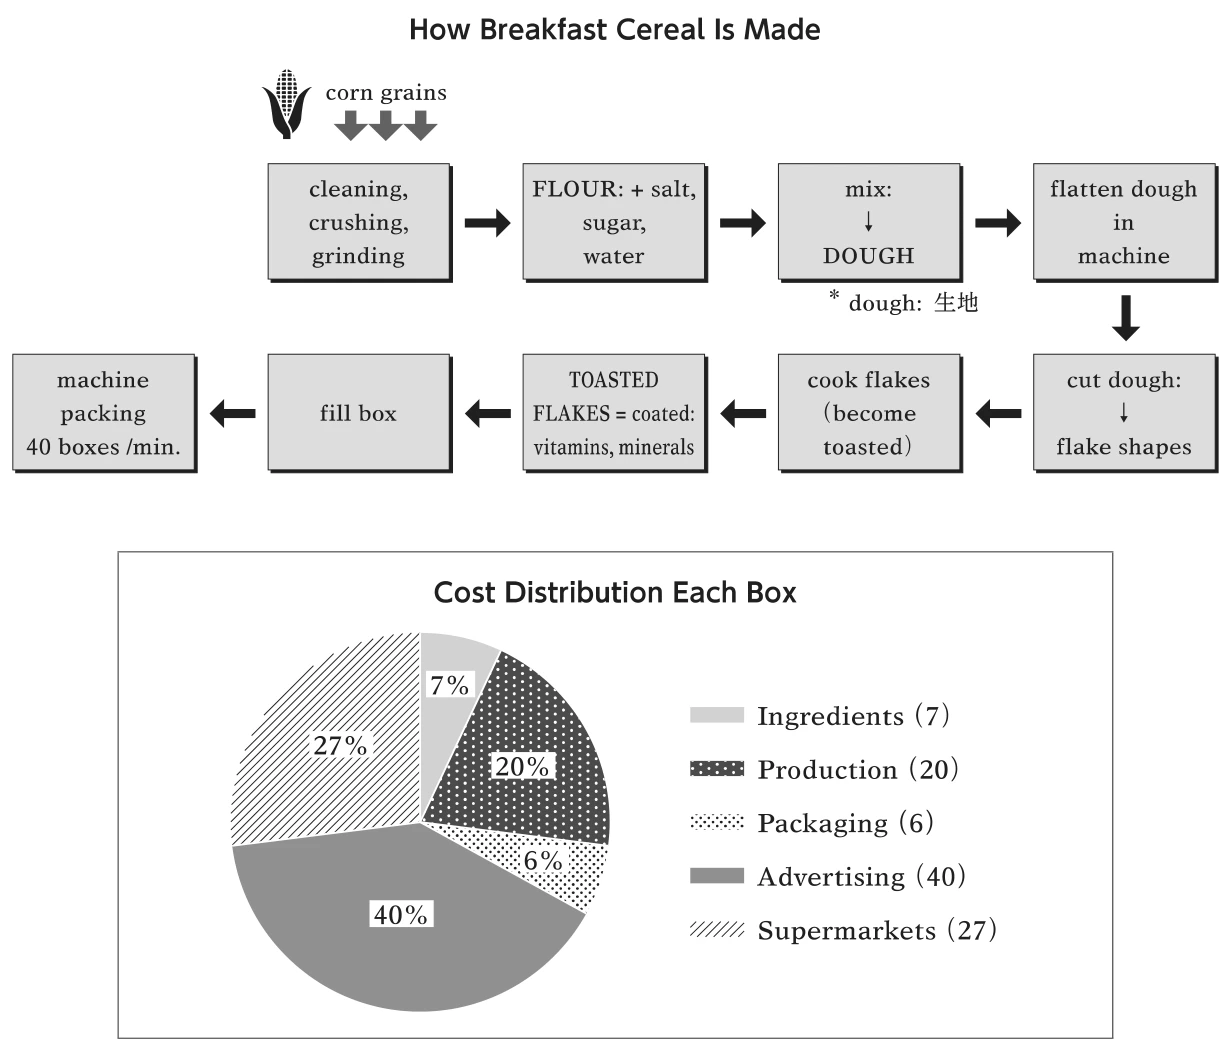 How Breakfast Cereal Is Made
corn grains
cleaning,
crushing,
grinding
FLOUR: + salt,
sugar,
water
mix:
↓
DOUGH
* dough: 生地
flatten dough
in
machine
cut dough:
↓
flake shapes
cook flakes
(become
toasted)
TOASTED
FLAKES = coated:
vitamins, minerals
fill box
machine
packing
40 boxes /min.
Cost Distribution Each Box
7%
20%
6%
40%
27%
Ingredients (7)
Production (20)
Packaging (6)
Advertising (40)
Supermarkets (27)